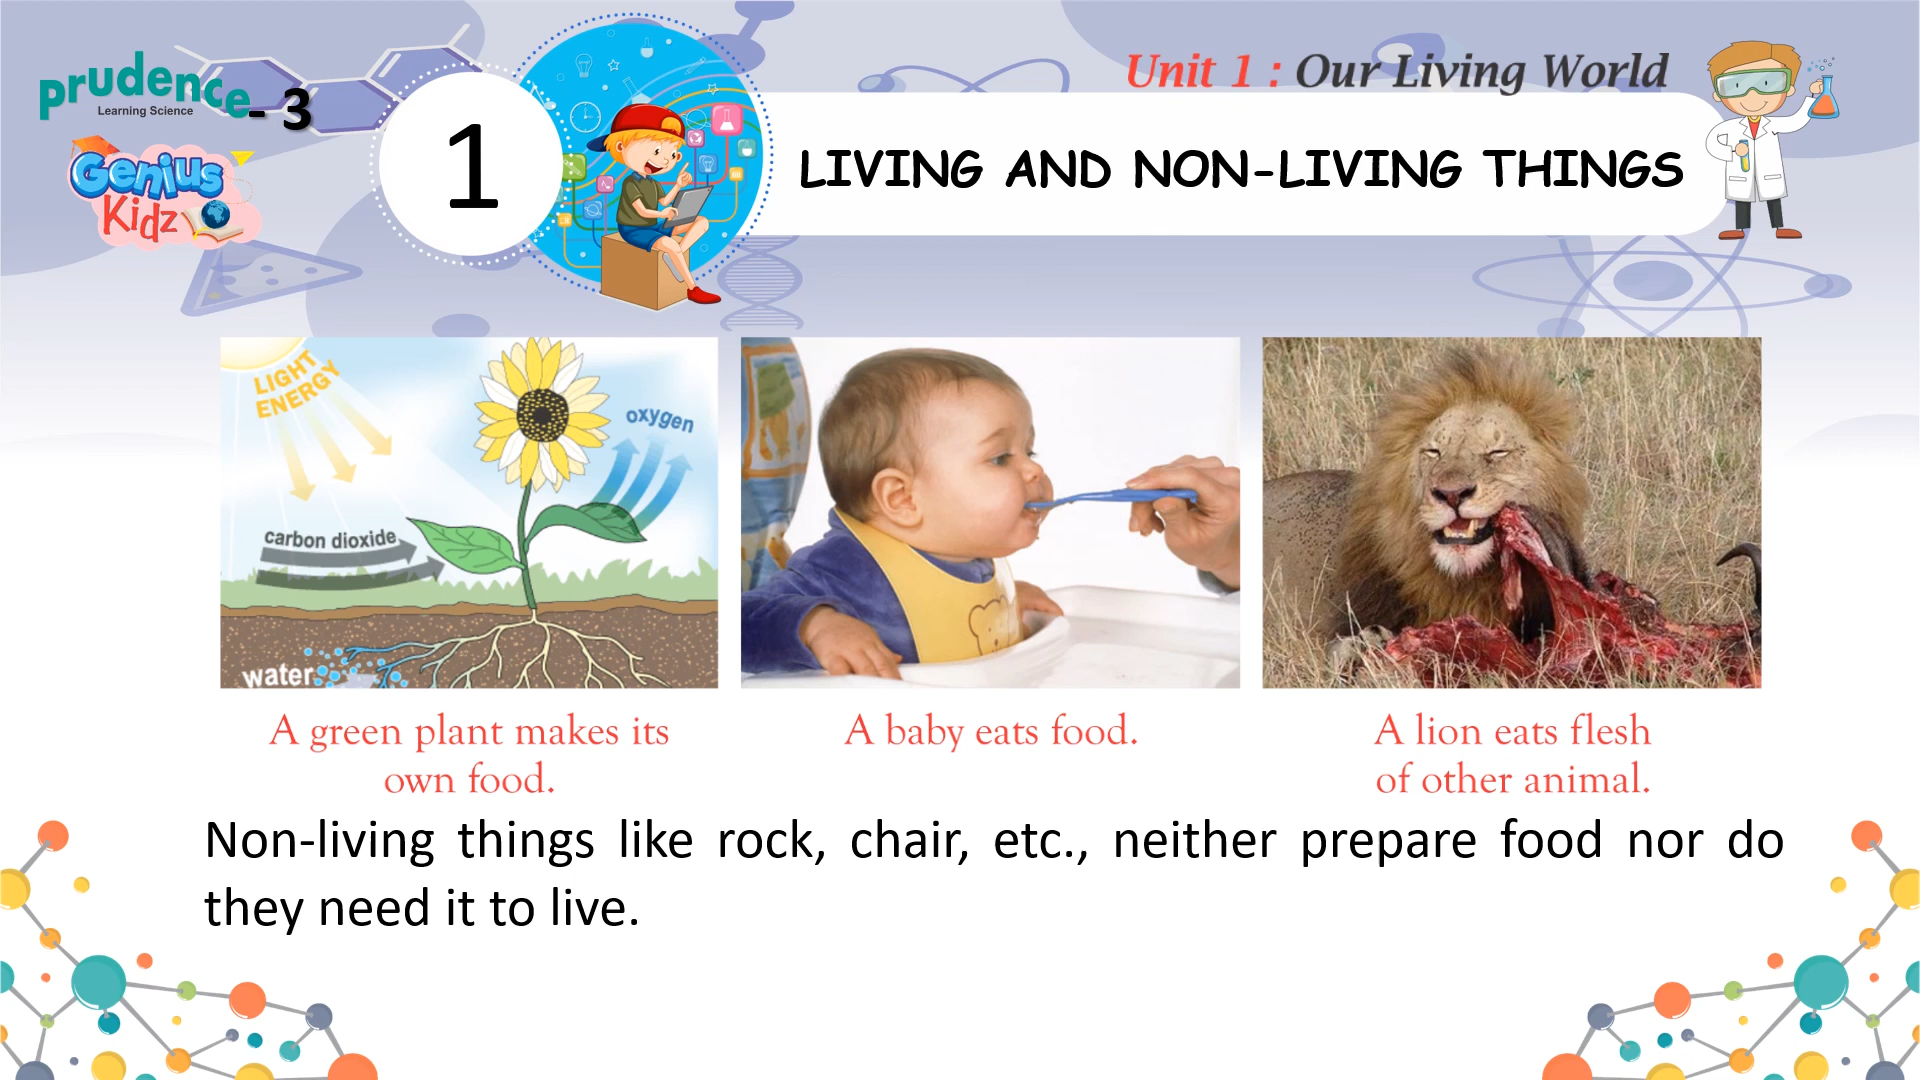 prudence - 3
Learning Science
Genius
Kidz
1
Unit 1 : Our Living World
LIVING AND NON-LIVING THINGS
LIGHT
ENERGY
oxygen
carbon dioxide
water
A green plant makes its
own food.
A baby eats food.
A lion eats flesh
of other animal.
Non-living things like rock, chair, etc., neither prepare food nor do
they need it to live.